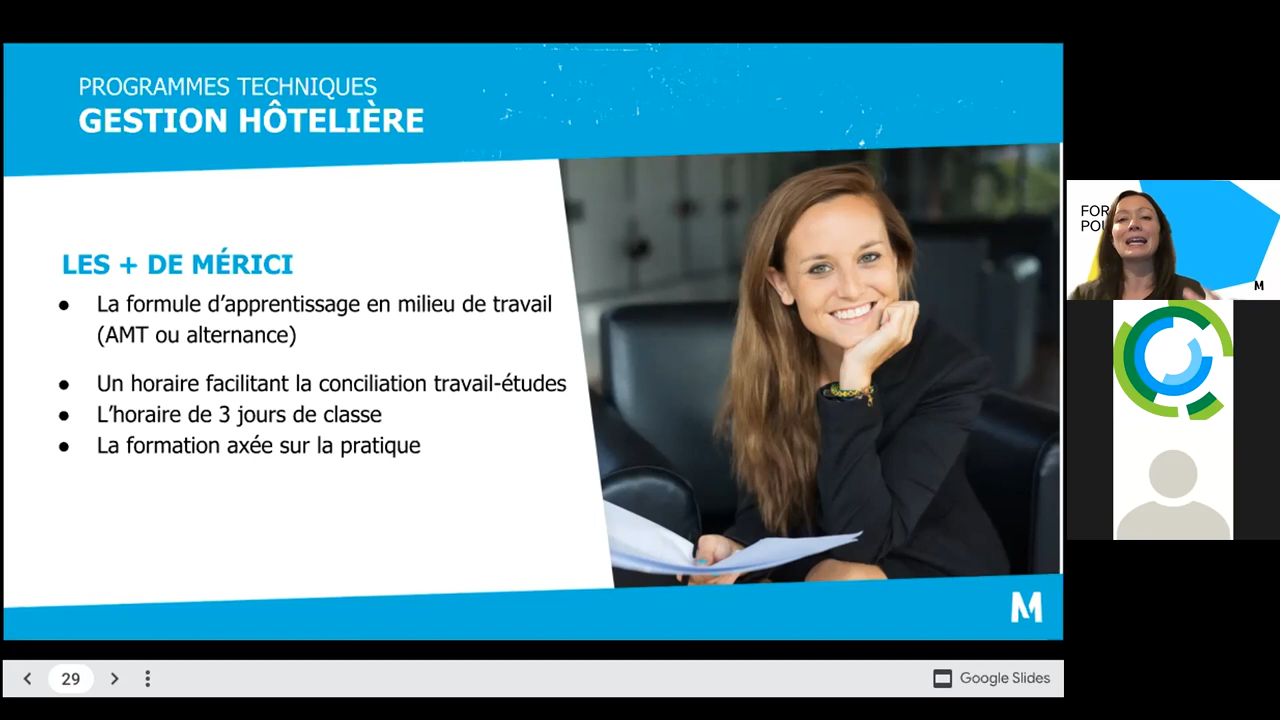 PROGRAMMES TECHNIQUES
GESTION HÔTELIÈRE
LES + DE MÉRICI
● La formule d'apprentissage en milieu de travail
(AMT ou alternance)
● Un horaire facilitant la conciliation travail-études
● L'horaire de 3 jours de classe
● La formation axée sur la pratique
M
29
Google Slides
M